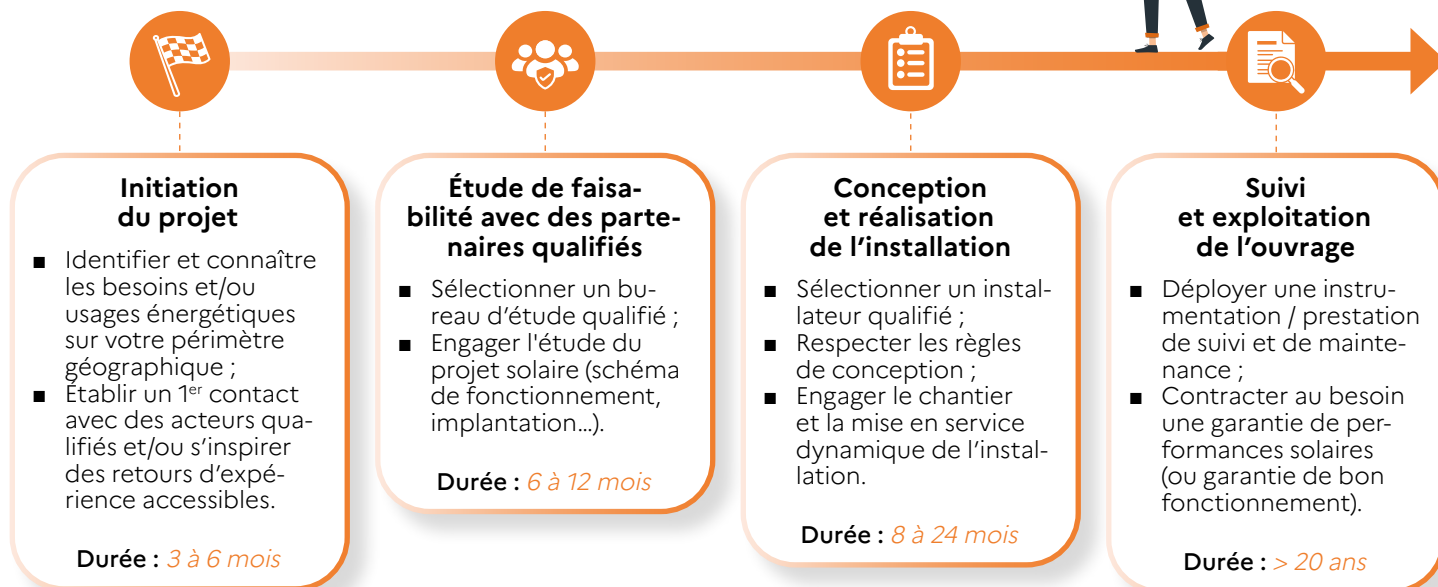 Initiation
du projet
■ Identifier et connaître
les besoins et/ou
usages énergétiques
sur votre périmètre
géographique ;
■ Établir un 1er contact
avec des acteurs qua-
lifiés et/ou s’inspirer
des retours d’expé-
rience accessibles.
Durée : 3 à 6 mois
Étude de faisa-
bilité avec des parte-
naires qualifiés
■ Sélectionner un bu-
reau d’étude qualifié ;
■ Engager l'étude du
projet solaire (schéma
de fonctionnement,
implantation…).
Durée : 6 à 12 mois
Conception
et réalisation
de l’installation
■ Sélectionner un instal-
lateur qualifié ;
■ Respecter les règles
de conception ;
■ Engager le chantier
et la mise en service
dynamique de l’instal-
lation.
Durée : 8 à 24 mois
Suivi
et exploitation
de l’ouvrage
■ Déployer une instru-
mentation / prestation
de suivi et de mainte-
nance ;
■ Contracter au besoin
une garantie de per-
formances solaires
(ou garantie de bon
fonctionnement).
Durée : > 20 ans